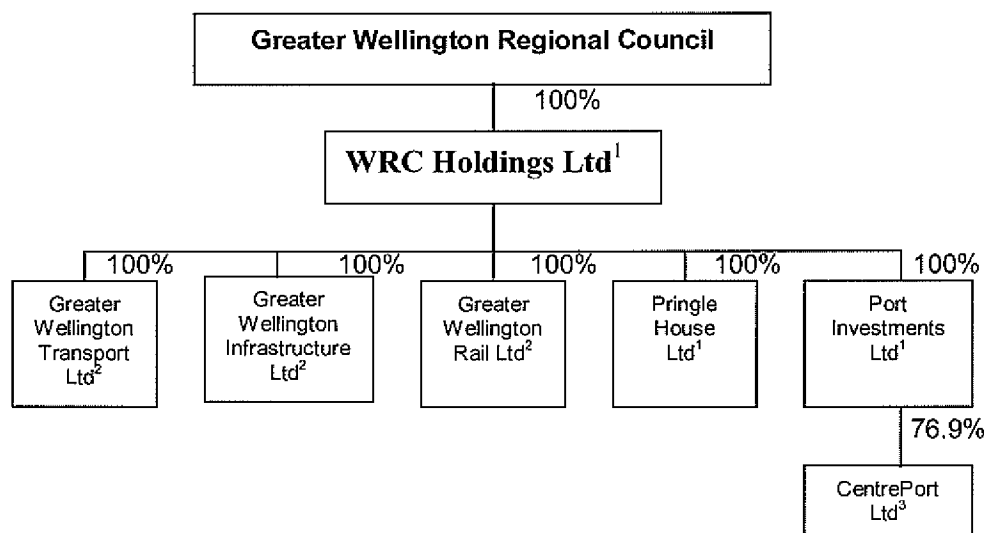 Greater Wellington Regional Council
100%
WRC Holdings Ltd¹
100%
100%
100%
100%
100%
Greater
Wellington
Transport
Ltd²
Greater
Wellington
Infrastructure
Ltd²
Greater
Wellington
Rail Ltd²
Pringle
House
Ltd¹
Port
Investments
Ltd¹
76.9%
CentrePort
Ltd³